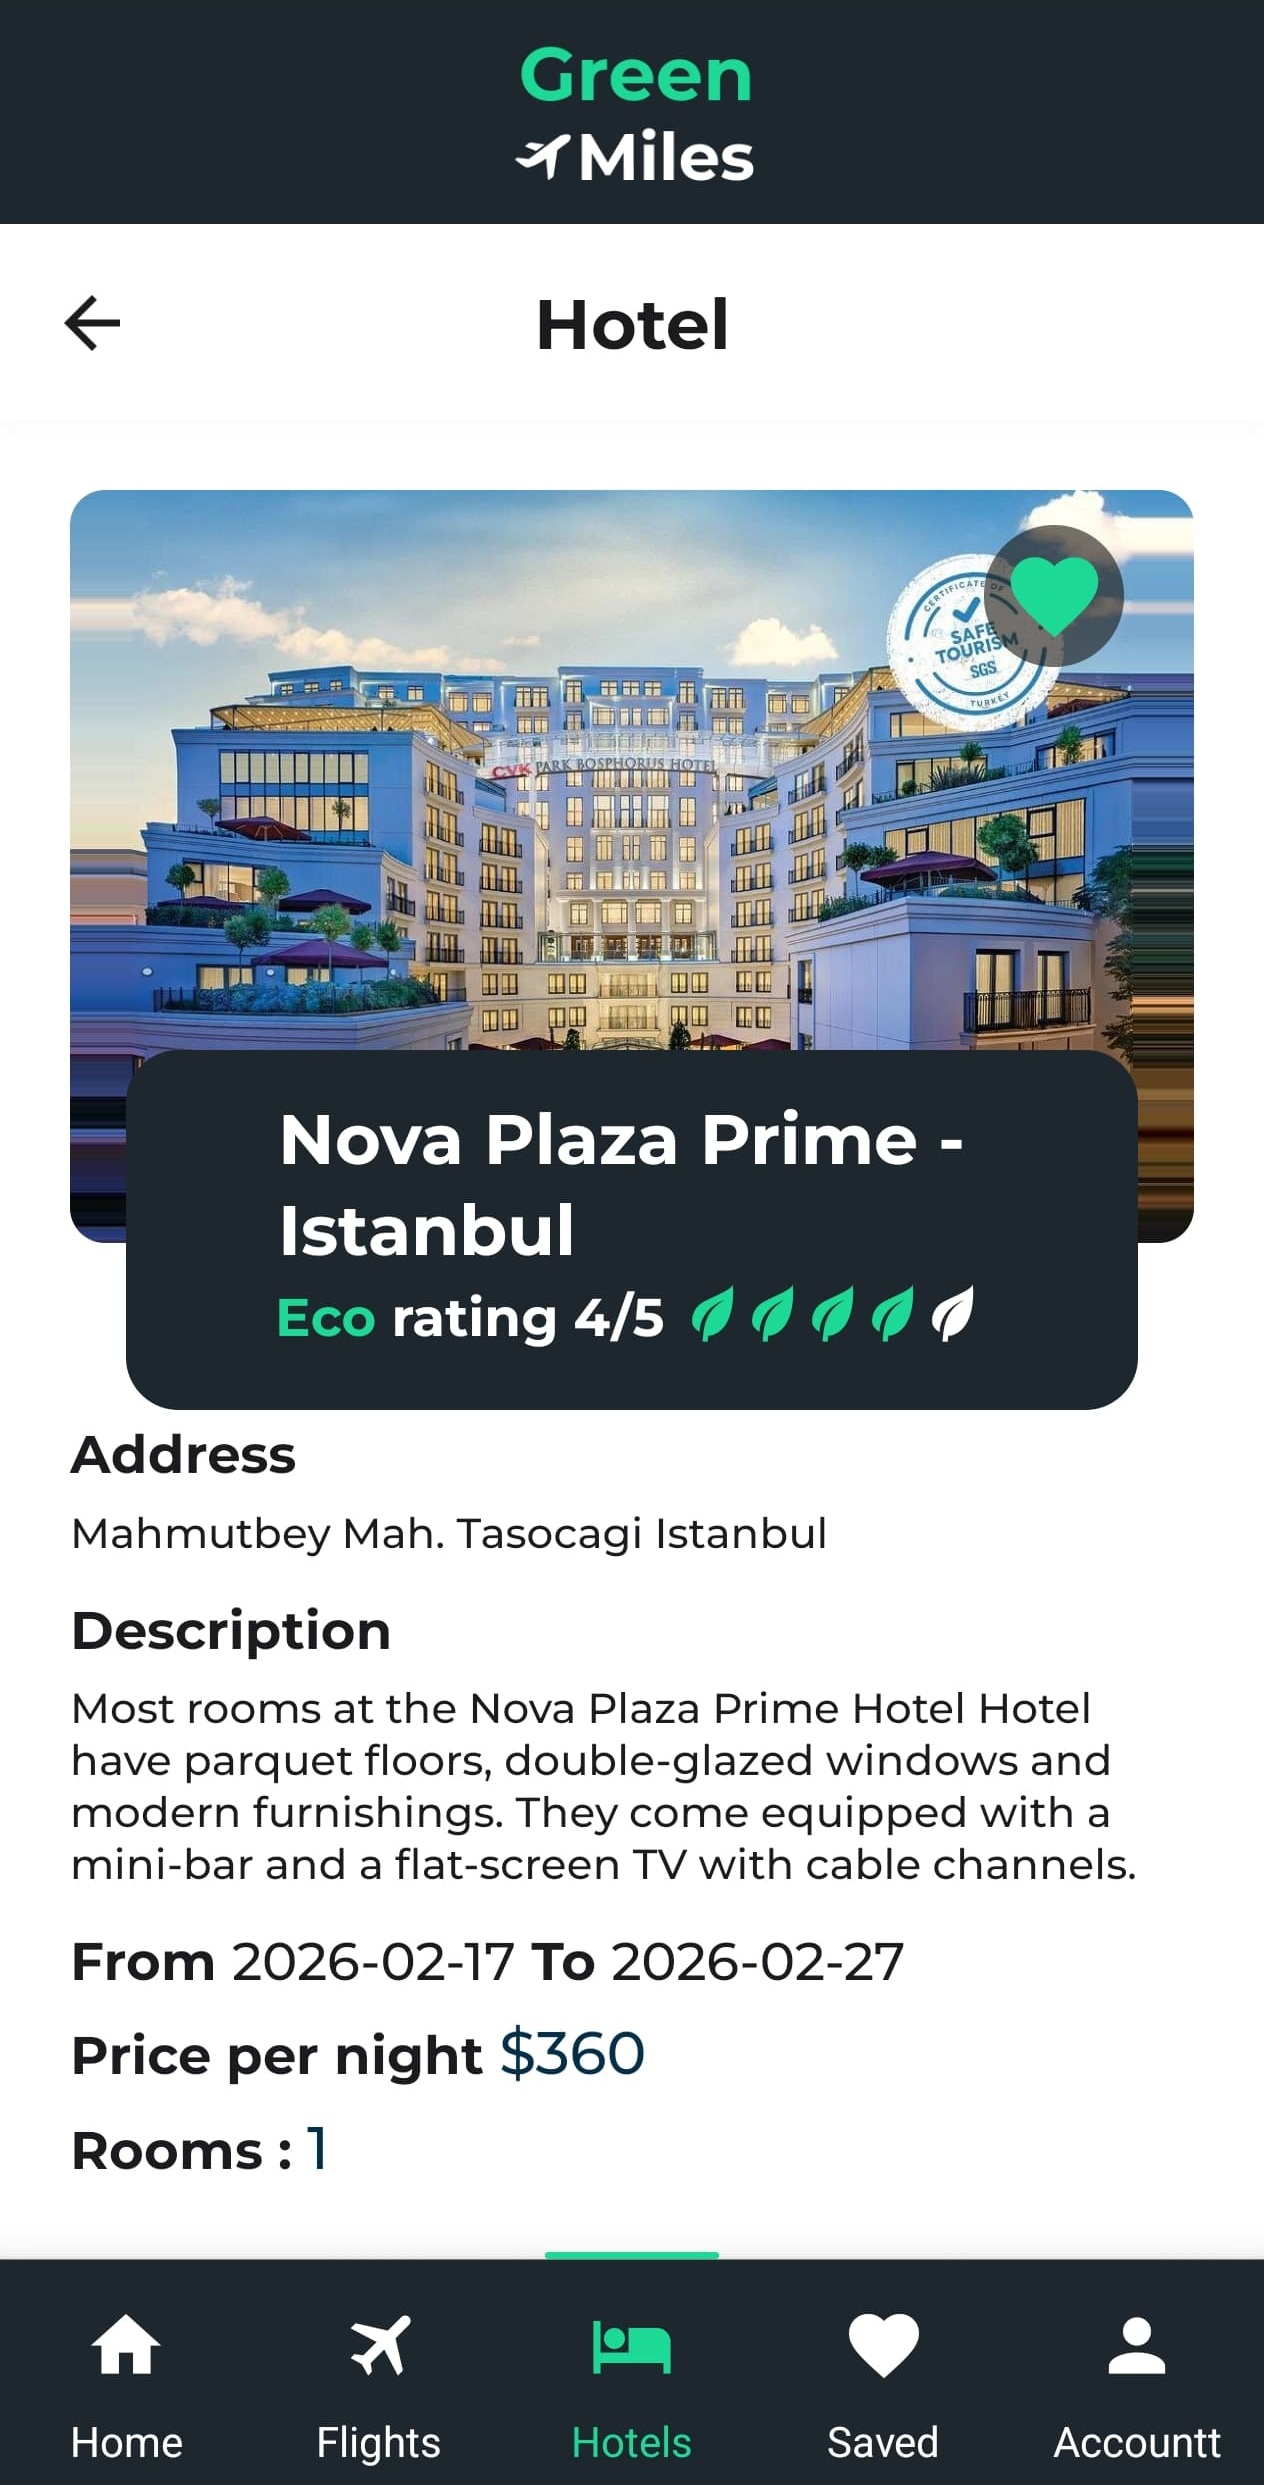 Green
Miles
Hotel
CERTIFICATE OF
SAFE
TOURISM
SGS
TURKEY
CVK PARK BOSPHORUS HOTEL
Nova Plaza Prime -
Istanbul
Eco rating 4/5
Address
Mahmutbey Mah. Tasocagi Istanbul
Description
Most rooms at the Nova Plaza Prime Hotel Hotel
have parquet floors, double-glazed windows and
modern furnishings. They come equipped with a
mini-bar and a flat-screen TV with cable channels.
From 2026-02-17 To 2026-02-27
Price per night $360
Rooms : 1
Home Flights Hotels Saved Accountt